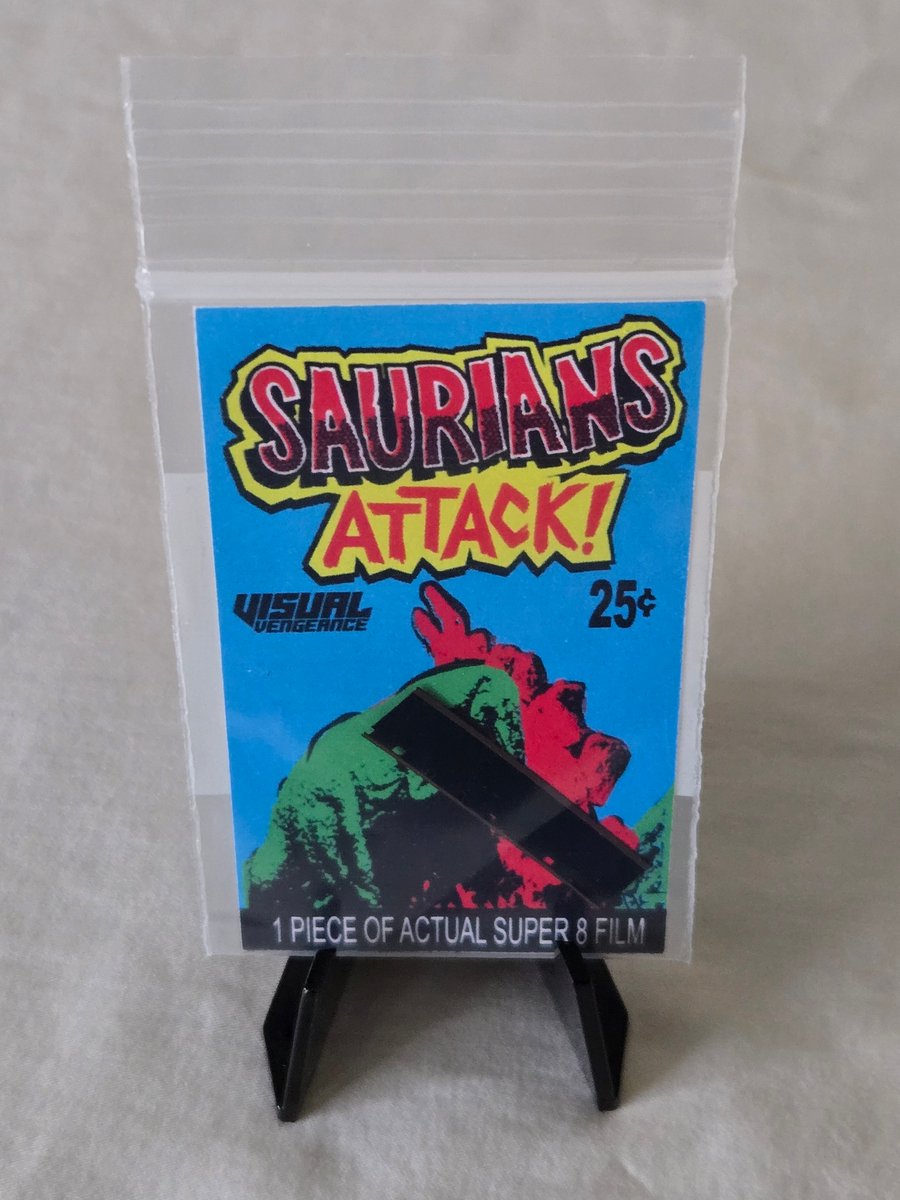 SAURIANS
ATTACK!
VISUAL
VENGEANCE
25¢
1 PIECE OF ACTUAL SUPER 8 FILM